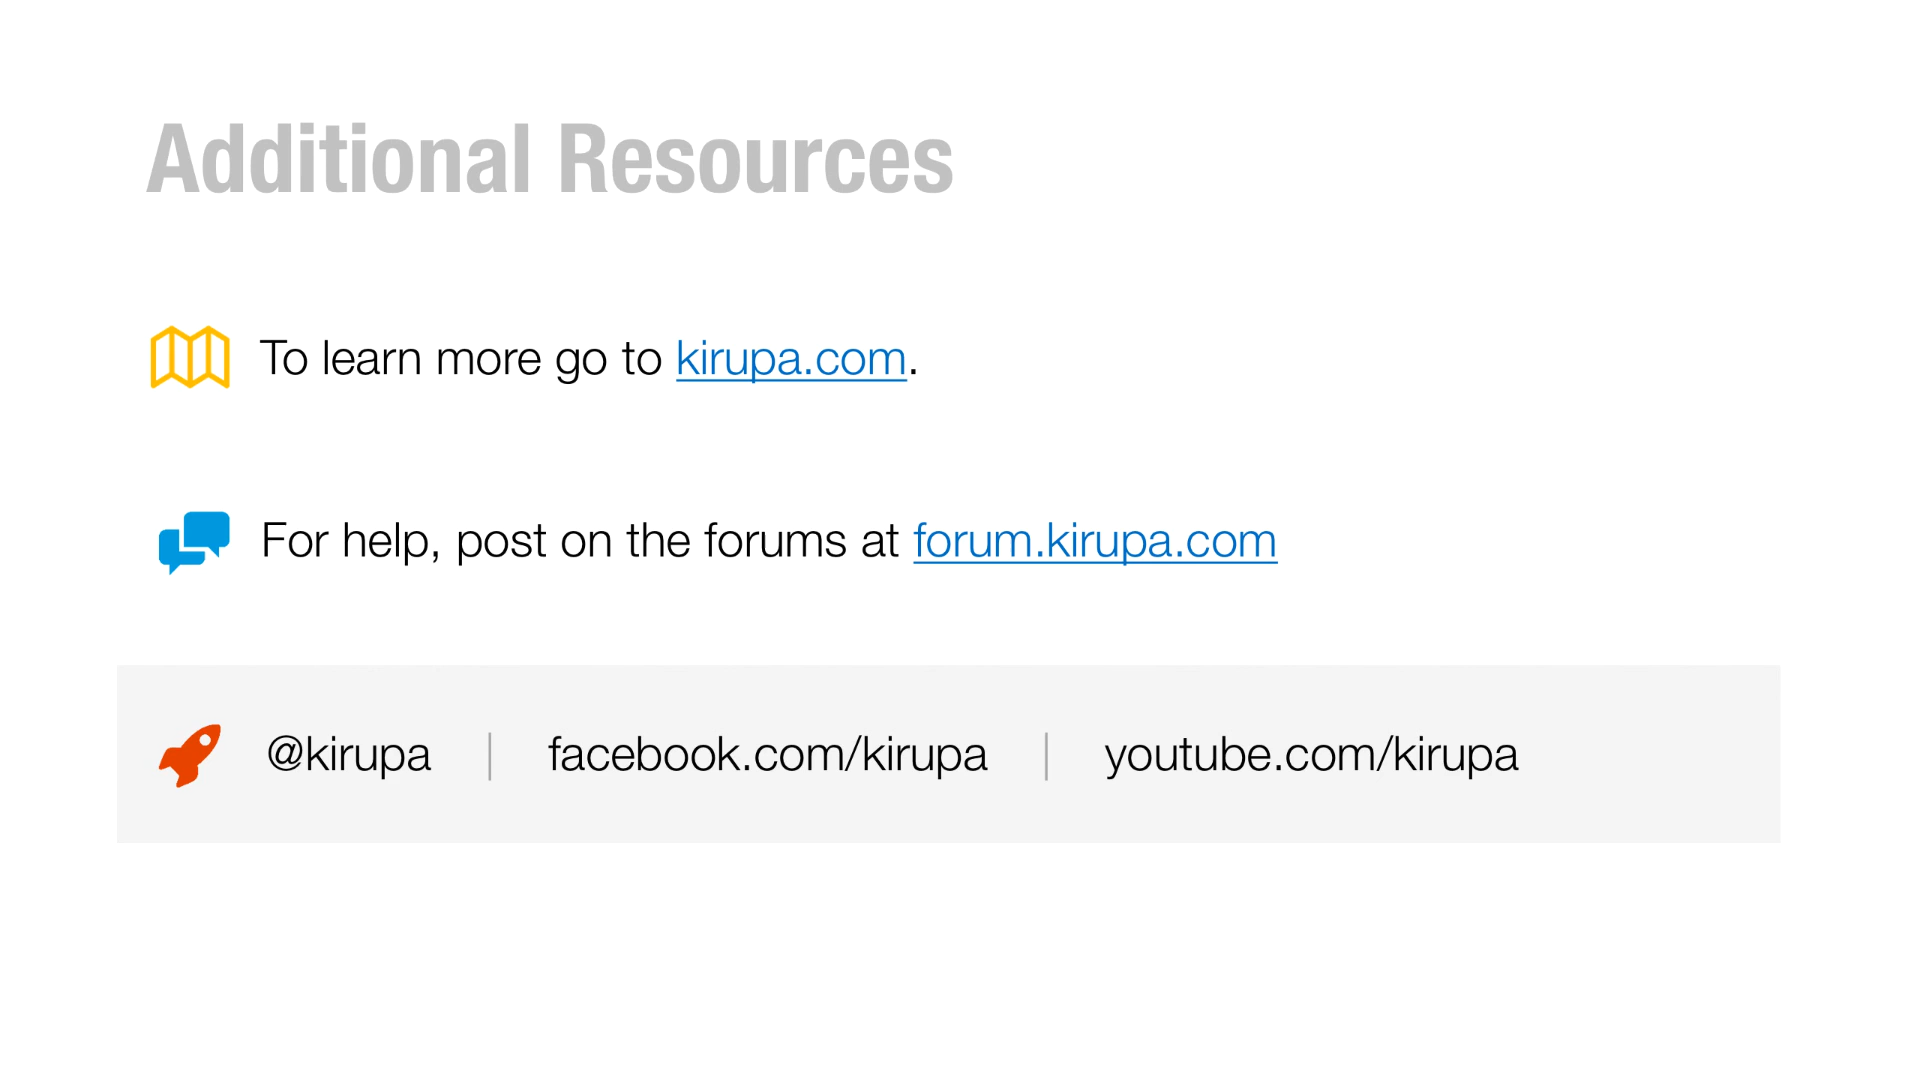 Additional Resources
To learn more go to kirupa.com.
For help, post on the forums at forum.kirupa.com
@kirupa | facebook.com/kirupa | youtube.com/kirupa